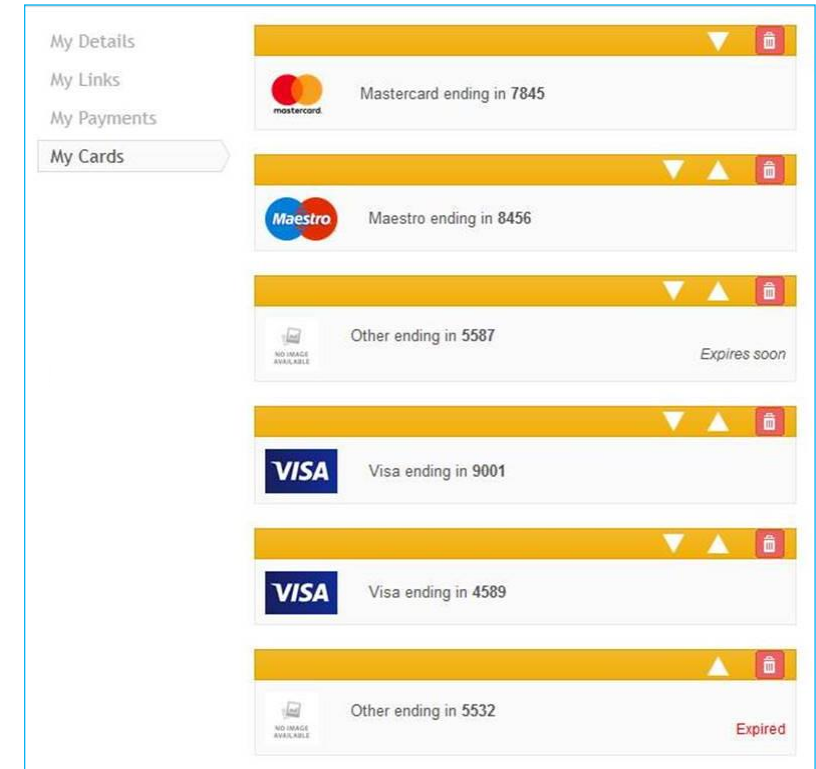 My Details
My Links
My Payments
My Cards
mastercard.
Mastercard ending in 7845
Maestro
Maestro ending in 8456
NO IMAGE
AVAILABLE
Other ending in 5587
Expires soon
VISA
Visa ending in 9001
VISA
Visa ending in 4589
NO IMAGE
AVAILABLE
Other ending in 5532
Expired